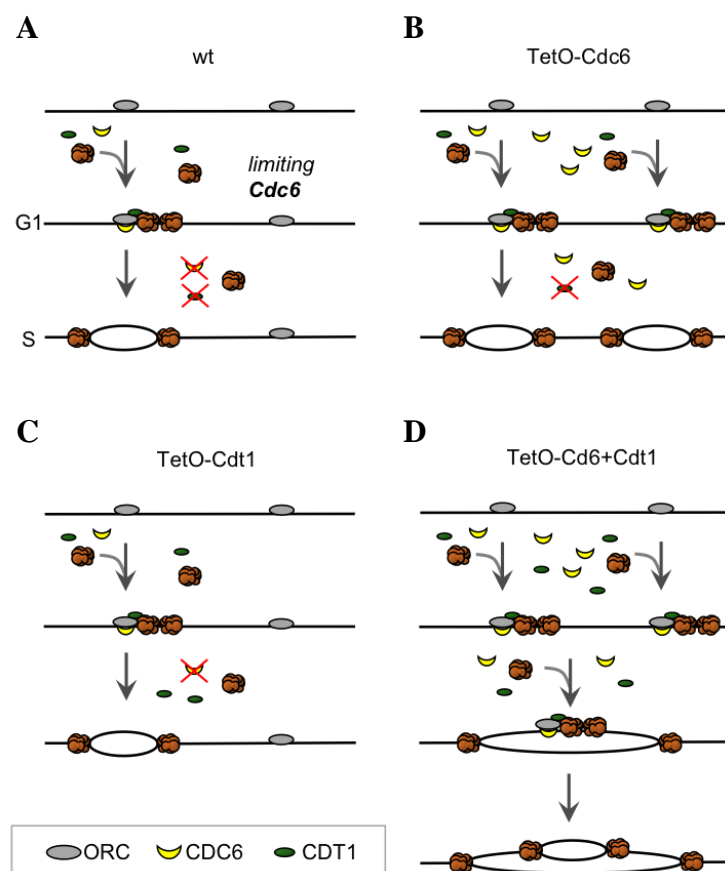 A
wt
limiting
Cdc6
G1
S
B
TetO-Cdc6
C
TetO-Cdt1
D
TetO-Cd6+Cdt1
ORC CDC6 CDT1